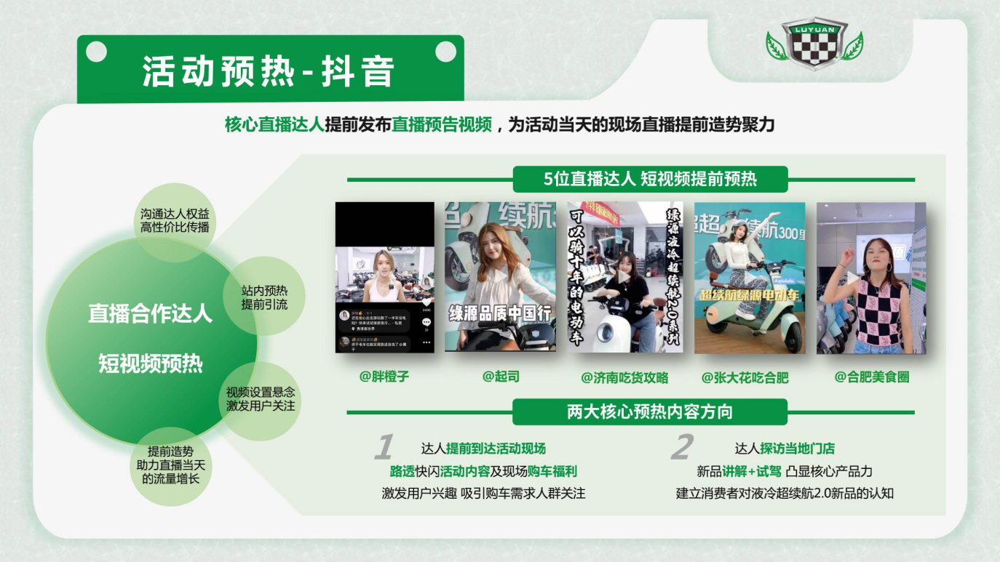 LUYUAN
活动预热-抖音
核心直播达人提前发布直播预告视频，为活动当天的现场直播提前造势聚力
沟通达人权益
高性价比传播
站内预热
提前引流
直播合作达人
短视频预热
视频设置悬念
激发用户关注
提前造势
助力直播当天
的流量增长
5位直播达人 短视频提前预热
超 续航
绿源品质中国行
可以骑十年的电动车
绿源液冷超续航2.0系列
超 续航300里
超续航绿源电动车
@胖橙子
@起司
@济南吃货攻略
@张大花吃合肥
@合肥美食圈
两大核心预热内容方向
1
达人提前到达活动现场
路透快闪活动内容及现场购车福利
激发用户兴趣 吸引购车需求人群关注
2
达人探访当地门店
新品讲解+试驾 凸显核心产品力
建立消费者对液冷超续航2.0新品的认知